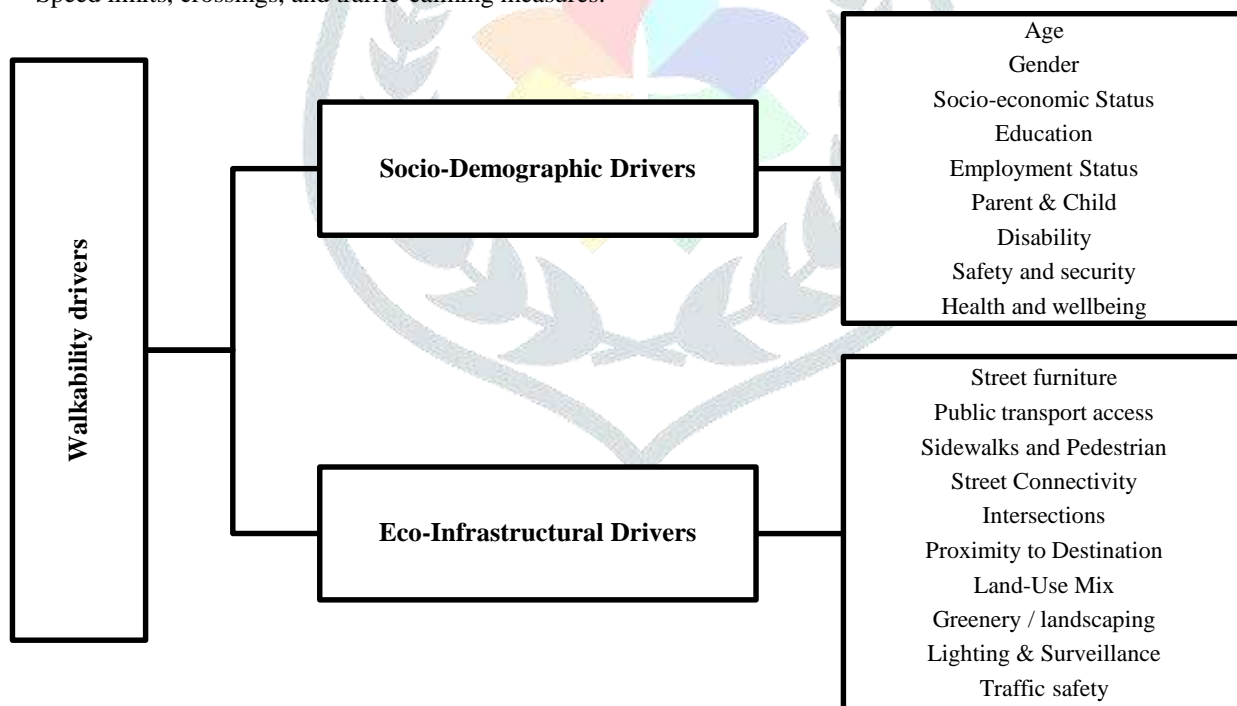 Speed limits, crossings, and traffic-calming measures.
Walkability drivers
Socio-Demographic Drivers
Age
Gender
Socio-economic Status
Education
Employment Status
Parent & Child
Disability
Safety and security
Health and wellbeing
Eco-Infrastructural Drivers
Street furniture
Public transport access
Sidewalks and Pedestrian
Street Connectivity
Intersections
Proximity to Destination
Land-Use Mix
Greenery / landscaping
Lighting & Surveillance
Traffic safety